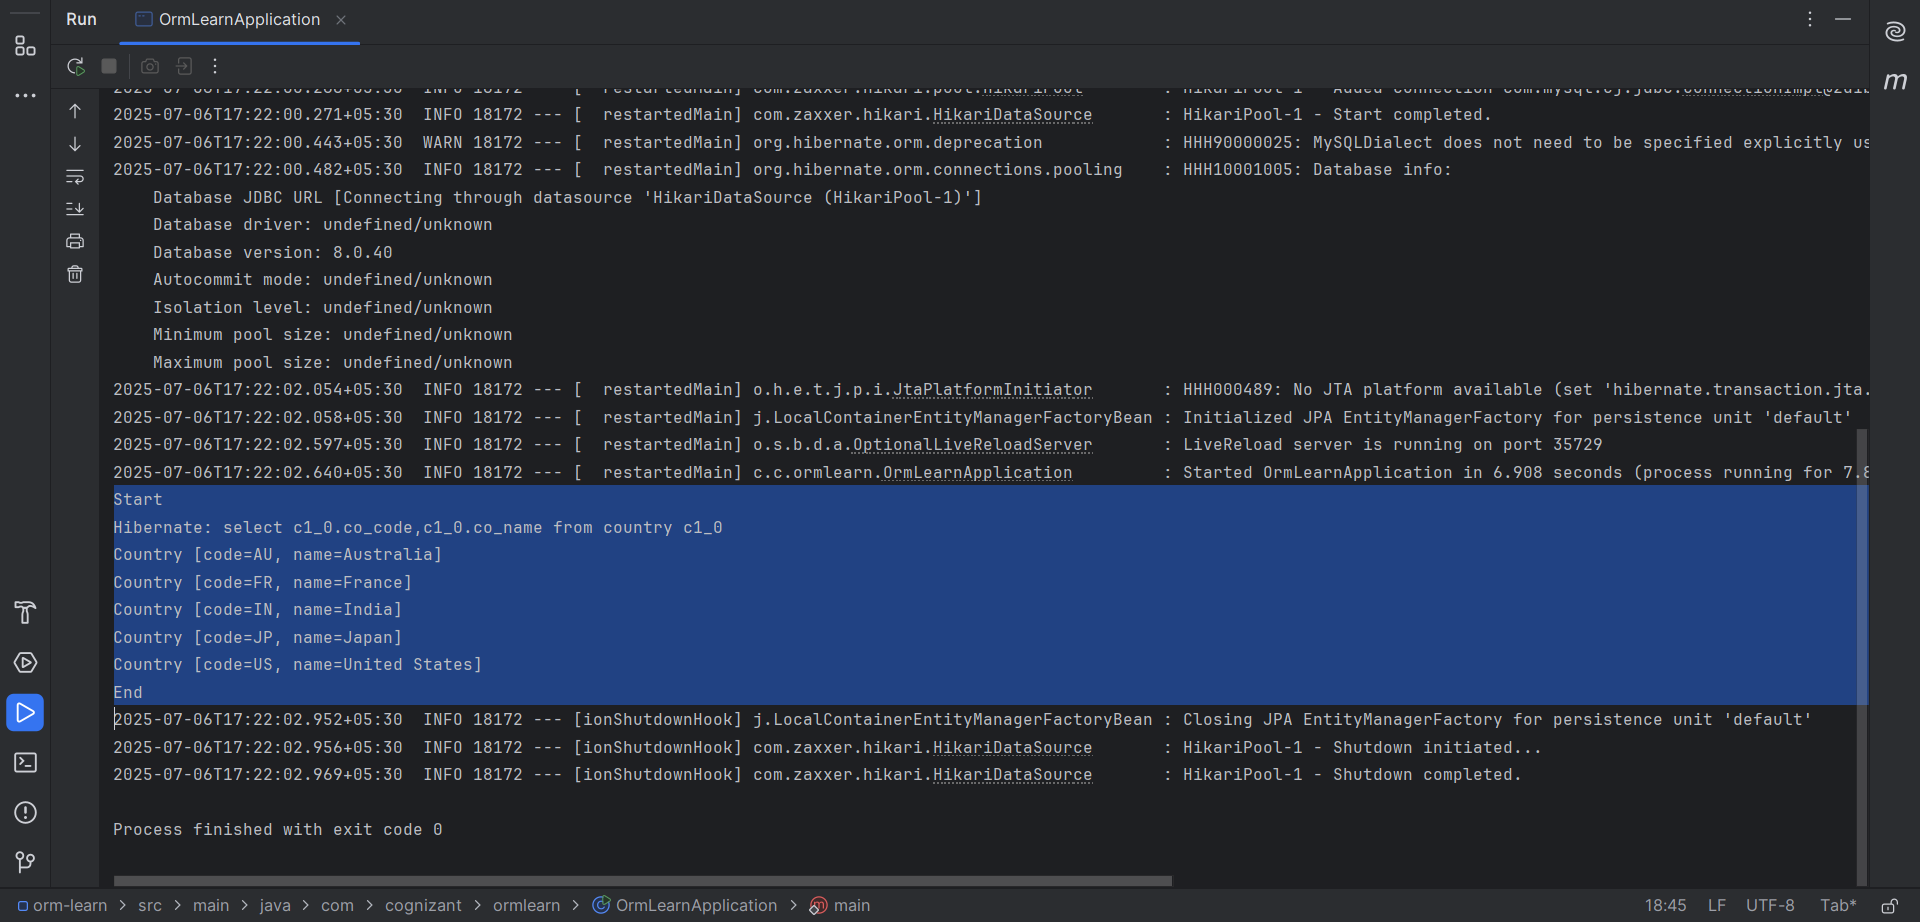 Run OrmLearnApplication
2025-07-06T17:22:00.271+05:30 INFO 18172 --- [ restartedMain] com.zaxxer.hikari.HikariDataSource : HikariPool-1 - Start completed.
2025-07-06T17:22:00.443+05:30 WARN 18172 --- [ restartedMain] org.hibernate.orm.deprecation : HHH90000025: MySQLDialect does not need to be specified explicitly us
2025-07-06T17:22:00.482+05:30 INFO 18172 --- [ restartedMain] org.hibernate.orm.connections.pooling : HHH10001005: Database info:
Database JDBC URL [Connecting through datasource 'HikariDataSource (HikariPool-1)']
Database driver: undefined/unknown
Database version: 8.0.40
Autocommit mode: undefined/unknown
Isolation level: undefined/unknown
Minimum pool size: undefined/unknown
Maximum pool size: undefined/unknown
2025-07-06T17:22:02.054+05:30 INFO 18172 --- [ restartedMain] o.h.e.t.j.p.i.JtaPlatformInitiator : HHH000489: No JTA platform available (set 'hibernate.transaction.jta.
2025-07-06T17:22:02.058+05:30 INFO 18172 --- [ restartedMain] j.LocalContainerEntityManagerFactoryBean : Initialized JPA EntityManagerFactory for persistence unit 'default'
2025-07-06T17:22:02.597+05:30 INFO 18172 --- [ restartedMain] o.s.b.d.a.OptionalLiveReloadServer : LiveReload server is running on port 35729
2025-07-06T17:22:02.640+05:30 INFO 18172 --- [ restartedMain] c.c.ormlearn.OrmLearnApplication : Started OrmLearnApplication in 6.908 seconds (process running for 7.8
Start
Hibernate: select c1_0.co_code,c1_0.co_name from country c1_0
Country [code=AU, name=Australia]
Country [code=FR, name=France]
Country [code=IN, name=India]
Country [code=JP, name=Japan]
Country [code=US, name=United States]
End
2025-07-06T17:22:02.952+05:30 INFO 18172 --- [ionShutdownHook] j.LocalContainerEntityManagerFactoryBean : Closing JPA EntityManagerFactory for persistence unit 'default'
2025-07-06T17:22:02.956+05:30 INFO 18172 --- [ionShutdownHook] com.zaxxer.hikari.HikariDataSource : HikariPool-1 - Shutdown initiated...
2025-07-06T17:22:02.969+05:30 INFO 18172 --- [ionShutdownHook] com.zaxxer.hikari.HikariDataSource : HikariPool-1 - Shutdown completed.
Process finished with exit code 0
orm-learn > src > main > java > com > cognizant > ormlearn > OrmLearnApplication > main 18:45 LF UTF-8 Tab*